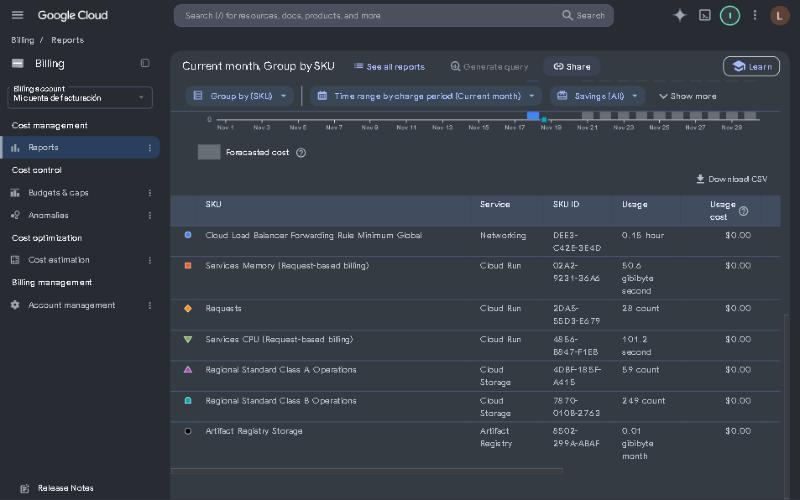 Google Cloud
Search (/) for resources, docs, products, and more
Search
I
L
Billing / Reports
Billing
Billing account
Mi cuenta de facturación
Cost management
Reports
Cost control
Budgets & caps
Anomalies
Cost optimization
Cost estimation
Billing management
Account management
Release Notes
Current month, Group by SKU
See all reports
Generate query
Share
Learn
Group by (SKU)
Time range by charge period (Current month)
Savings (All)
Show more
0
Nov 1 Nov 3 Nov 5 Nov 7 Nov 9 Nov 11 Nov 13 Nov 15 Nov 17 Nov 19 Nov 21 Nov 23 Nov 25 Nov 27 Nov 29
Forecasted cost
Download CSV
SKU Service SKU ID Usage Usage
cost
Cloud Load Balancer Forwarding Rule Minimum Global Networking DEE3- 0.15 hour $0.00
C42E-3E4D
Services Memory (Request-based billing) Cloud Run 02A2- 50.6 $0.00
9231-36A6 gibibyte
second
Requests Cloud Run 2DA5- 28 count $0.00
55D3-E679
Services CPU (Request-based billing) Cloud Run 4856- 101.2 $0.00
B847-F1EB second
Regional Standard Class A Operations Cloud 4DBF-185F- 59 count $0.00
Storage A415
Regional Standard Class B Operations Cloud 7870- 249 count $0.00
Storage 010B-2763
Artifact Registry Storage Artifact 8502- 0.01 $0.00
Registry 299A-ABAF gibibyte
month